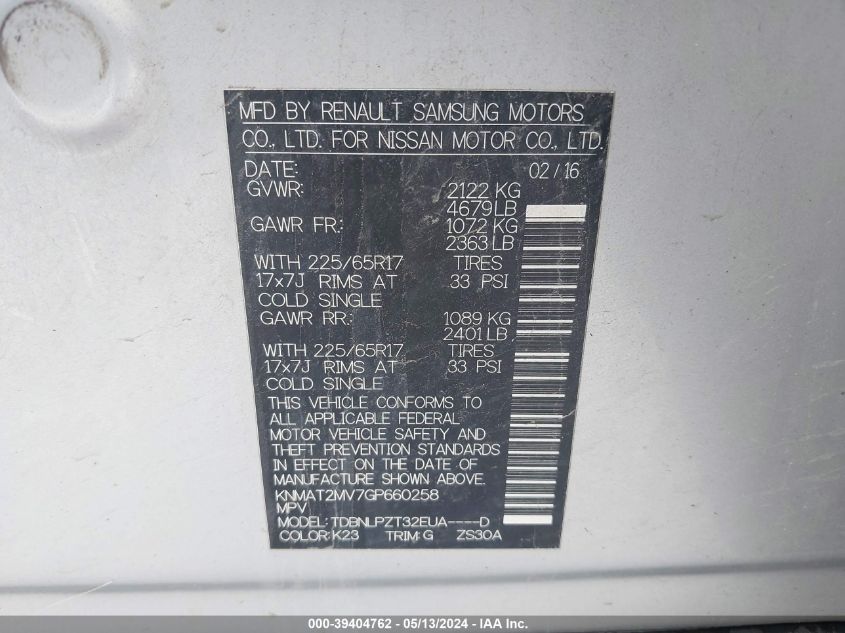 MFD BY RENAULT SAMSUNG MOTORS
CO., LTD. FOR NISSAN MOTOR CO., LTD.
DATE: 02 / 16
GVWR: 2122 KG
4679 LB
GAWR FR.: 1072 KG
2363 LB
WITH 225/65R17 TIRES
17x7J RIMS AT 33 PSI
COLD SINGLE
GAWR RR.: 1089 KG
2401 LB
WITH 225/65R17 TIRES
17x7J RIMS AT 33 PSI
COLD SINGLE
THIS VEHICLE CONFORMS TO
ALL APPLICABLE FEDERAL
MOTOR VEHICLE SAFETY AND
THEFT PREVENTION STANDARDS
IN EFFECT ON THE DATE OF
MANUFACTURE SHOWN ABOVE.
KNMAT2MV7GP660258
MPV
MODEL: TDBNLPZT32EUA----D
COLOR: K23 TRIM: G ZS30A
000-39404762 - 05/13/2024 - IAA Inc.